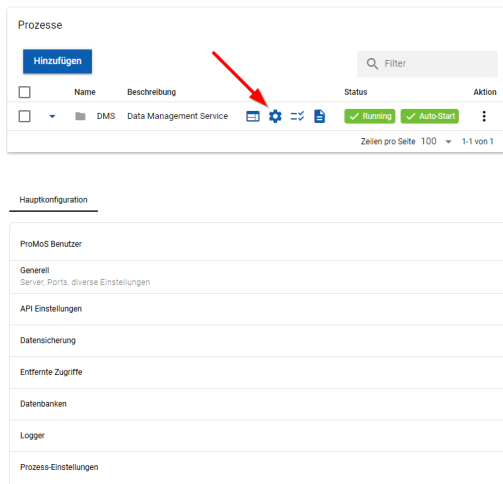 Prozesse
Hinzufügen
Filter
Name Beschreibung Status Aktion
DMS Data Management Service Running Auto-Start
Zeilen pro Seite 100 1-1 von 1
Hauptkonfiguration
ProMoS Benutzer
Generell
Server, Ports, diverse Einstellungen
API Einstellungen
Datensicherung
Entfernte Zugriffe
Datenbanken
Logger
Prozess-Einstellungen